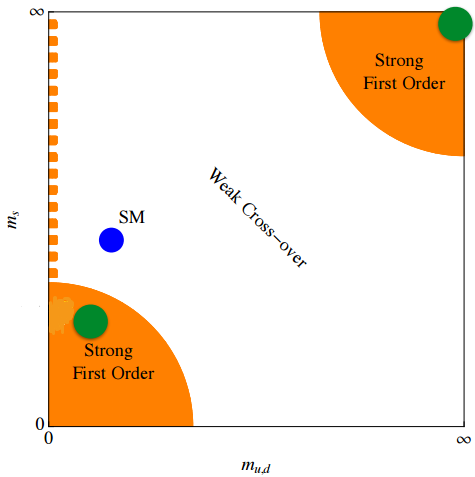 ∞
Strong
First Order
Weak Cross–over
m_s
SM
Strong
First Order
0
0
∞
m_{u,d}